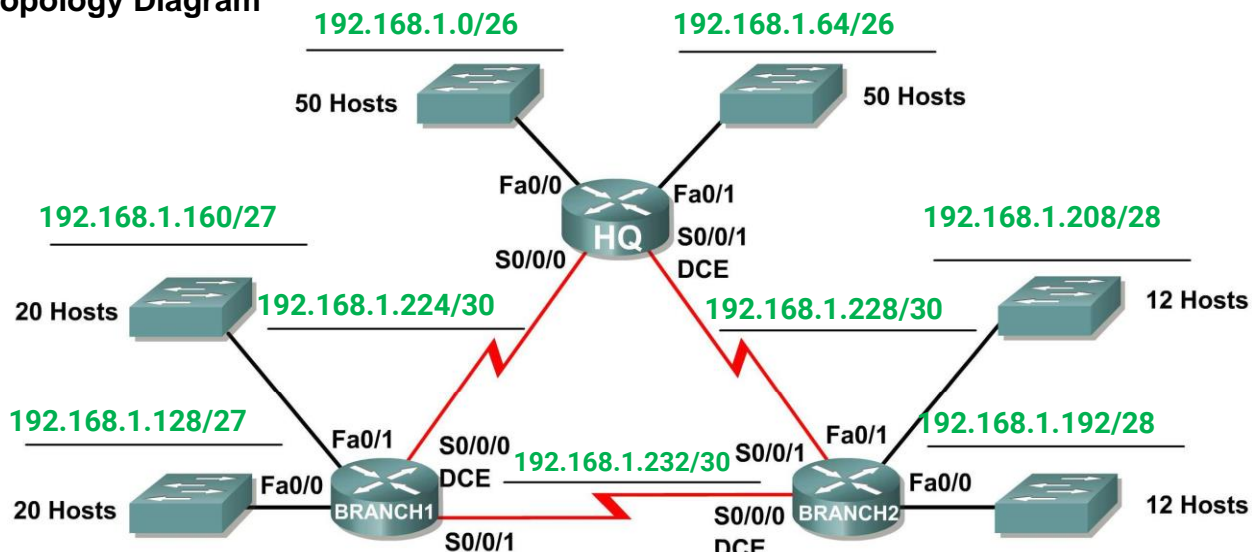 opology Diagram
192.168.1.0/26
192.168.1.64/26
50 Hosts
50 Hosts
Fa0/0
Fa0/1
192.168.1.160/27
192.168.1.208/28
HQ
S0/0/1
DCE
S0/0/0
20 Hosts
192.168.1.224/30
192.168.1.228/30
12 Hosts
192.168.1.128/27
192.168.1.192/28
Fa0/1
S0/0/0
DCE
192.168.1.232/30
S0/0/1
Fa0/1
20 Hosts
Fa0/0
BRANCH1
S0/0/1
S0/0/0
DCE
BRANCH2
Fa0/0
12 Hosts